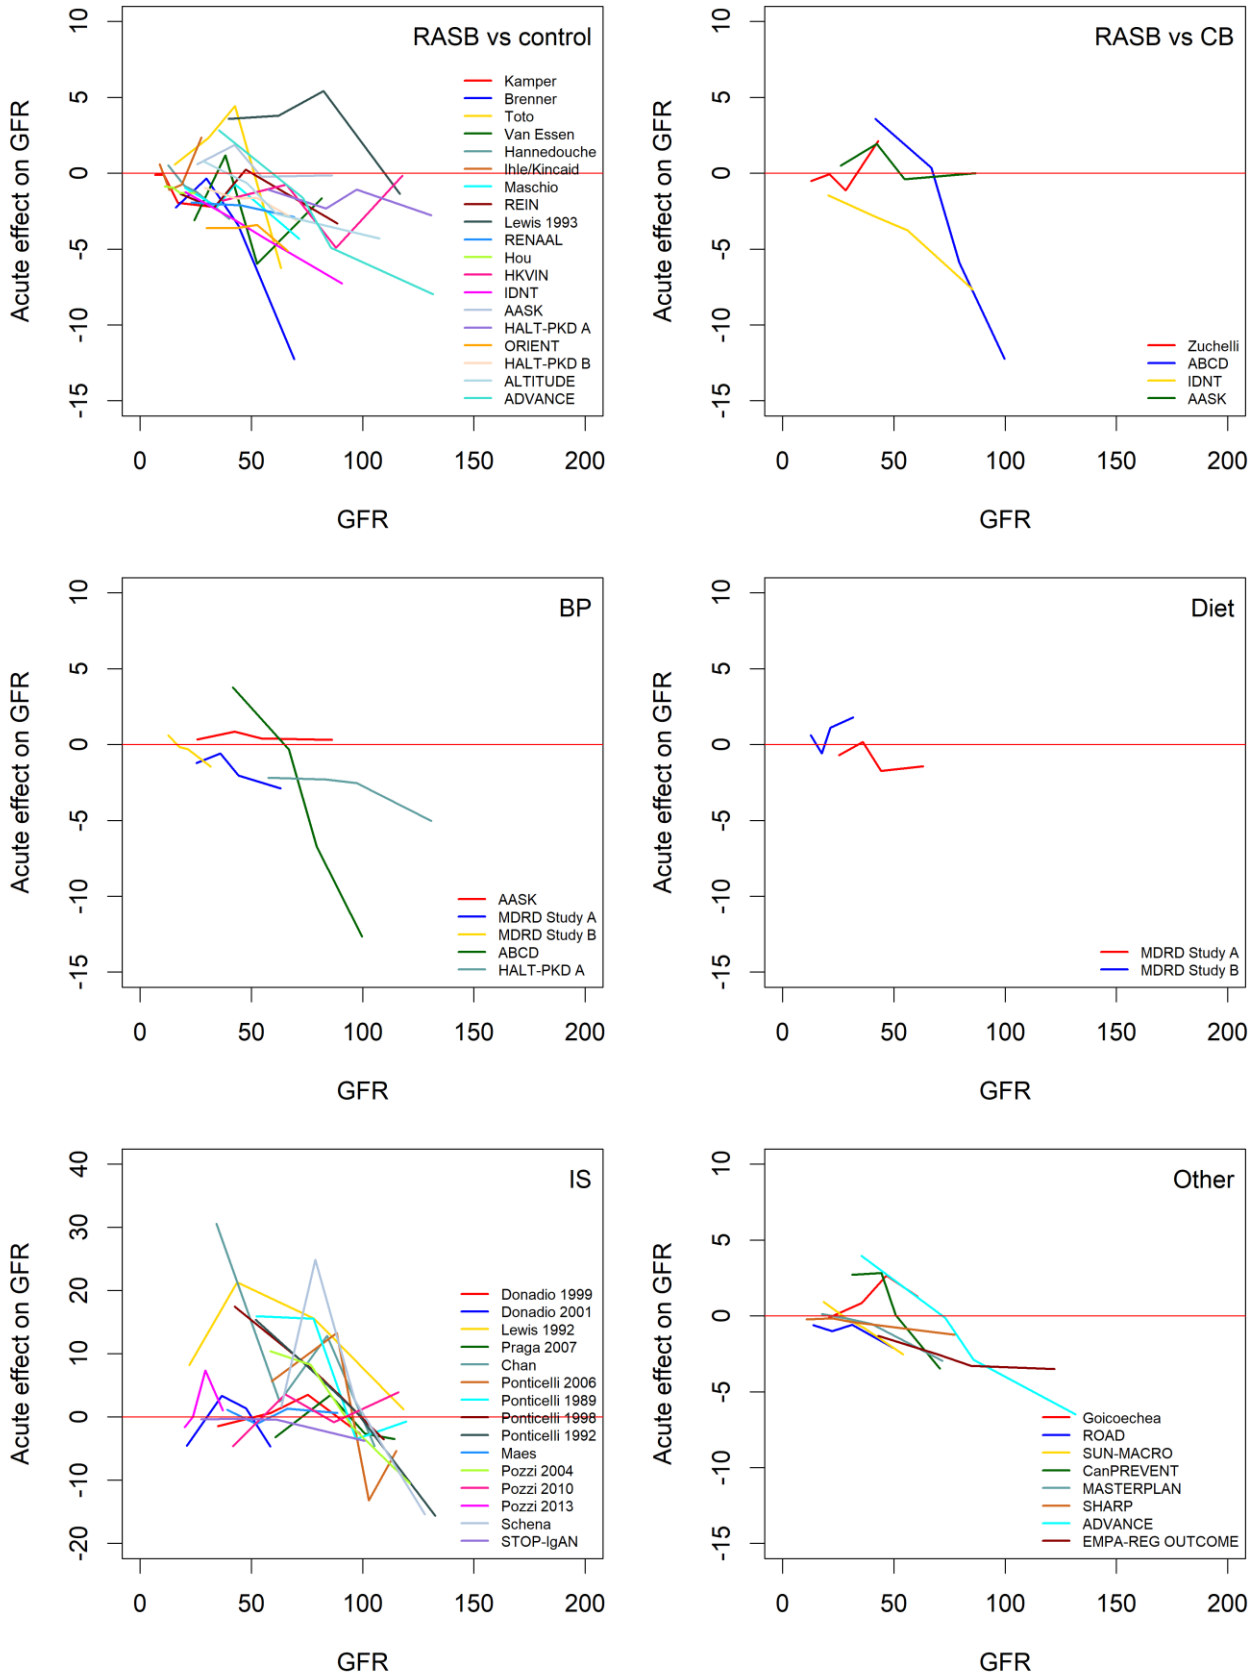 RASB vs control
Acute effect on GFR
10
5
0
-5
-10
-15
Kamper
Brenner
Toto
Van Essen
Hannedouche
Ihle/Kincaid
Maschio
REIN
Lewis 1993
RENAAL
Hou
HKVIN
IDNT
AASK
HALT-PKD A
ORIENT
HALT-PKD B
ALTITUDE
ADVANCE
0 50 100 150 200
GFR
RASB vs CB
Acute effect on GFR
10
5
0
-5
-10
-15
Zuchelli
ABCD
IDNT
AASK
0 50 100 150 200
GFR
BP
Acute effect on GFR
10
5
0
-5
-10
-15
AASK
MDRD Study A
MDRD Study B
ABCD
HALT-PKD A
0 50 100 150 200
GFR
Diet
Acute effect on GFR
10
5
0
-5
-10
-15
MDRD Study A
MDRD Study B
0 50 100 150 200
GFR
IS
Acute effect on GFR
40
30
20
10
0
-10
-20
Donadio 1999
Donadio 2001
Lewis 1992
Praga 2007
Chan
Ponticelli 2006
Ponticelli 1989
Ponticelli 1998
Ponticelli 1992
Maes
Pozzi 2004
Pozzi 2010
Pozzi 2013
Schena
STOP-IgAN
0 50 100 150 200
GFR
Other
Acute effect on GFR
10
5
0
-5
-10
-15
Goicoechea
ROAD
SUN-MACRO
CanPREVENT
MASTERPLAN
SHARP
ADVANCE
EMPA-REG OUTCOME
0 50 100 150 200
GFR